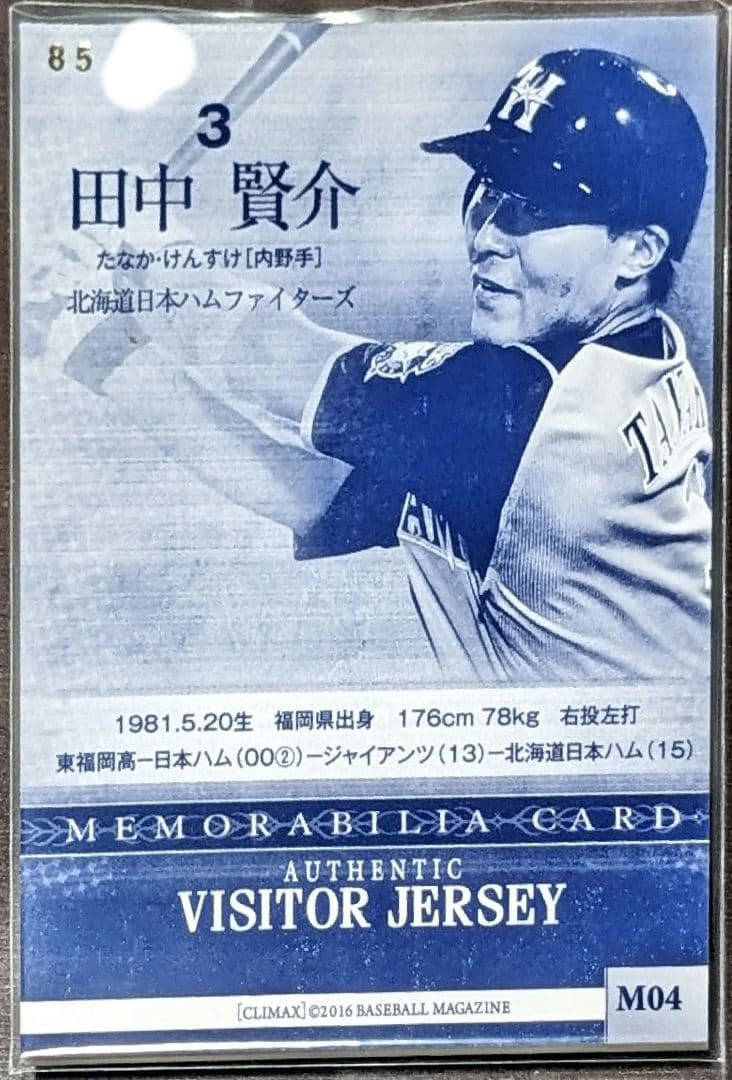 85
3
田中 賢介
たなか・けんすけ[内野手]
北海道日本ハムファイターズ
1981.5.20生 福岡県出身 176cm 78kg 右投左打
東福岡高ー日本ハム(00②)ージャイアンツ(13)ー北海道日本ハム(15)
MEMORABILIA CARD
AUTHENTIC
VISITOR JERSEY
[CLIMAX]©2016 BASEBALL MAGAZINE
M04